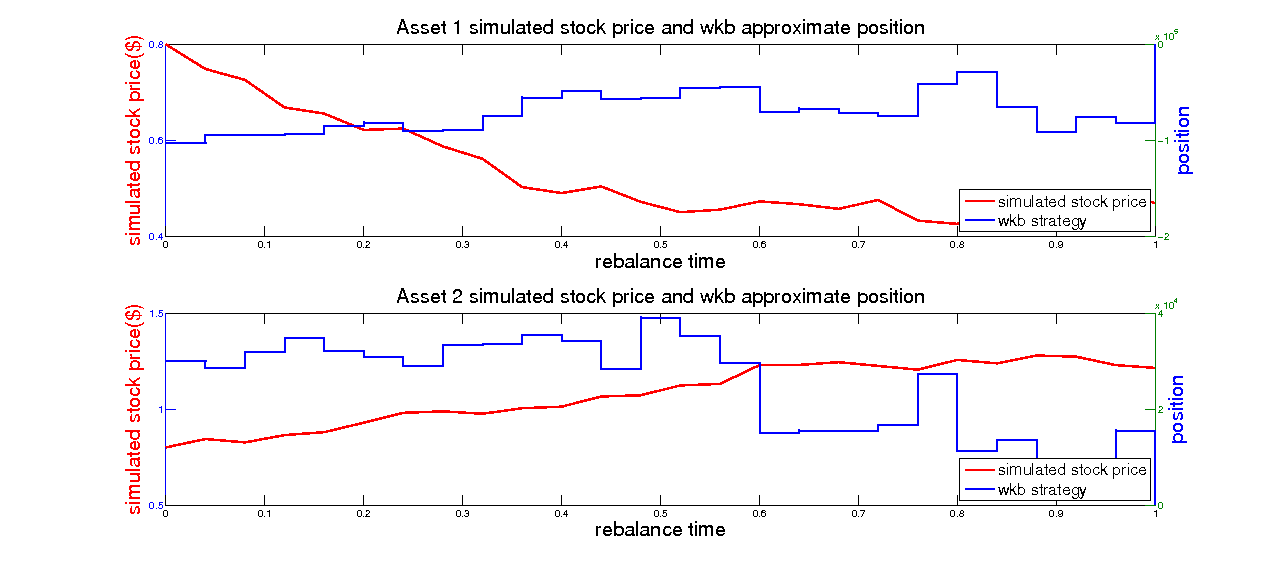 Asset 1 simulated stock price and wkb approximate position
x 10^5
simulated stock price($)
0.8
0.6
0.4
0
-1
-2
position
simulated stock price
wkb strategy
0 0.1 0.2 0.3 0.4 0.5 0.6 0.7 0.8 0.9 1
rebalance time
Asset 2 simulated stock price and wkb approximate position
x 10^4
simulated stock price($)
1.5
1
0.5
4
2
0
position
simulated stock price
wkb strategy
0 0.1 0.2 0.3 0.4 0.5 0.6 0.7 0.8 0.9 1
rebalance time